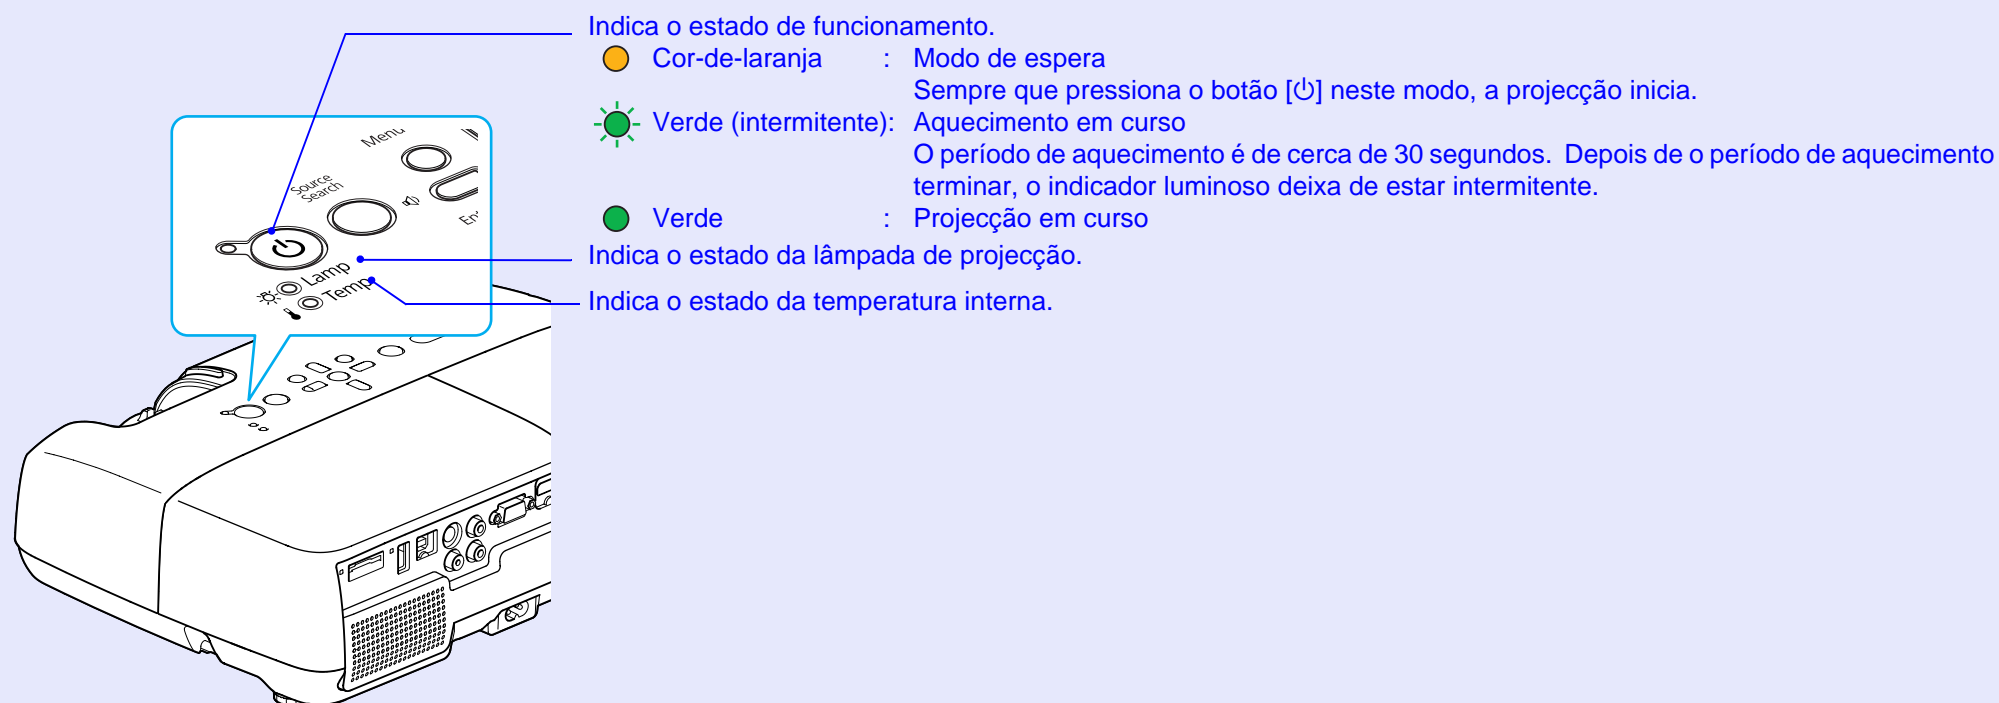 Indica o estado de funcionamento.
Cor-de-laranja : Modo de espera
Sempre que pressiona o botão [⏻] neste modo, a projecção inicia.
Verde (intermitente): Aquecimento em curso
O período de aquecimento é de cerca de 30 segundos. Depois de o período de aquecimento
terminar, o indicador luminoso deixa de estar intermitente.
Verde : Projecção em curso
Indica o estado da lâmpada de projecção.
Indica o estado da temperatura interna.
Menu
Source
Search
Lamp
Temp